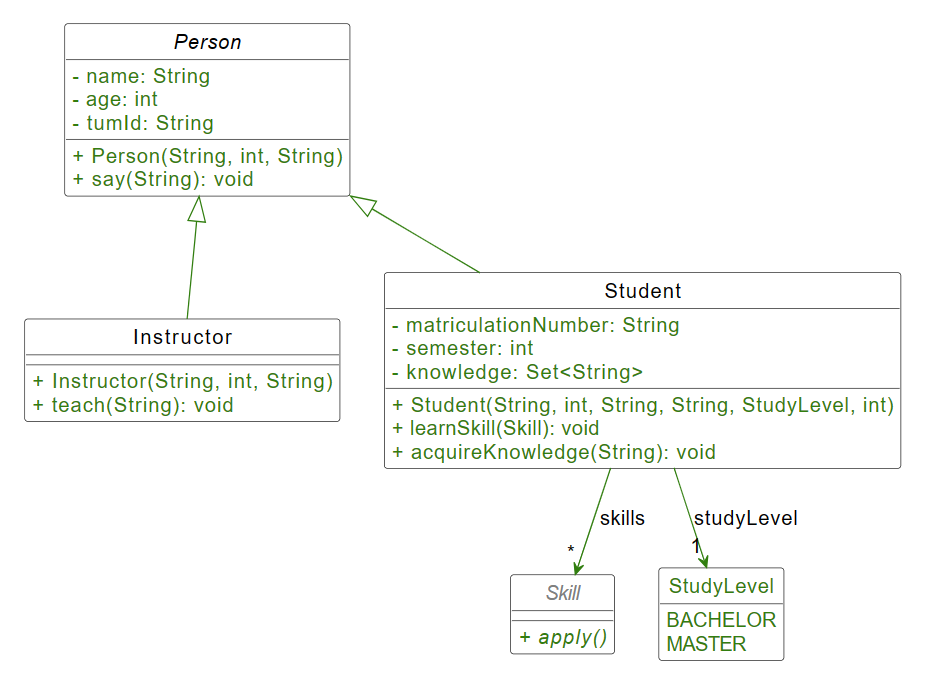 Person
- name: String
- age: int
- tumId: String
+ Person(String, int, String)
+ say(String): void
Instructor
+ Instructor(String, int, String)
+ teach(String): void
Student
- matriculationNumber: String
- semester: int
- knowledge: Set<String>
+ Student(String, int, String, String, StudyLevel, int)
+ learnSkill(Skill): void
+ acquireKnowledge(String): void
skills
studyLevel
*
1
Skill
+ apply()
StudyLevel
BACHELOR
MASTER